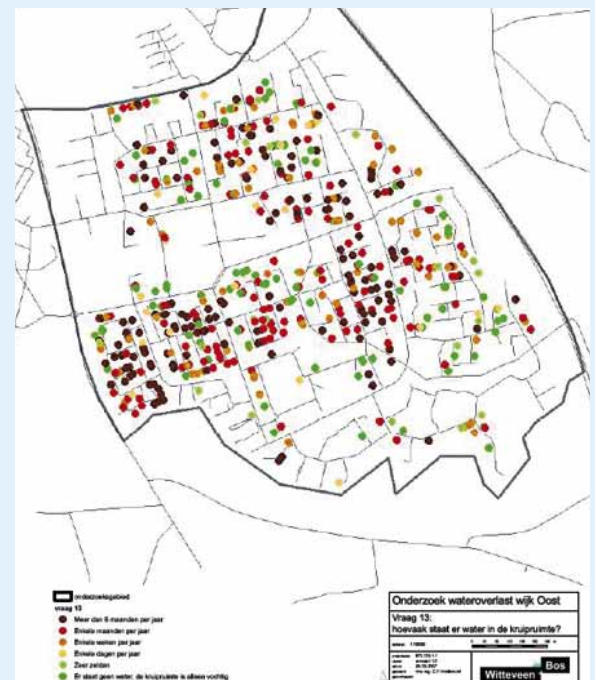 onderzoeksgebied
vraag 13
Meer dan 6 maanden per jaar
Enkele maanden per jaar
Enkele weken per jaar
Enkele dagen per jaar
Zeer zelden
Er staat geen water, de kruipruimte is alleen vochtig
Onderzoek wateroverlast wijk Oost
Vraag 13:
hoevaak staat er water in de kruipruimte?
Witteveen
Bos